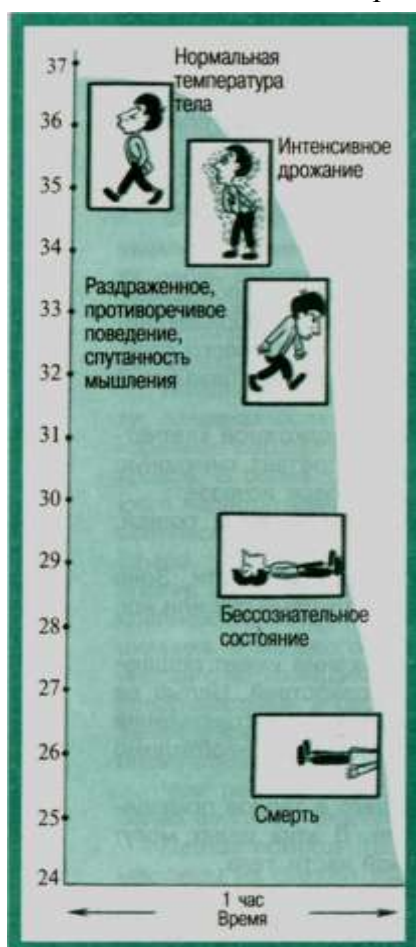 37
Нормальная
температура
тела
36
Интенсивное
дрожание
35
34
Раздраженное,
противоречивое
поведение,
спутанность
мышления
33
32
31
30
29
Бессознательное
состояние
28
27
26
Смерть
25
24
1 час
Время